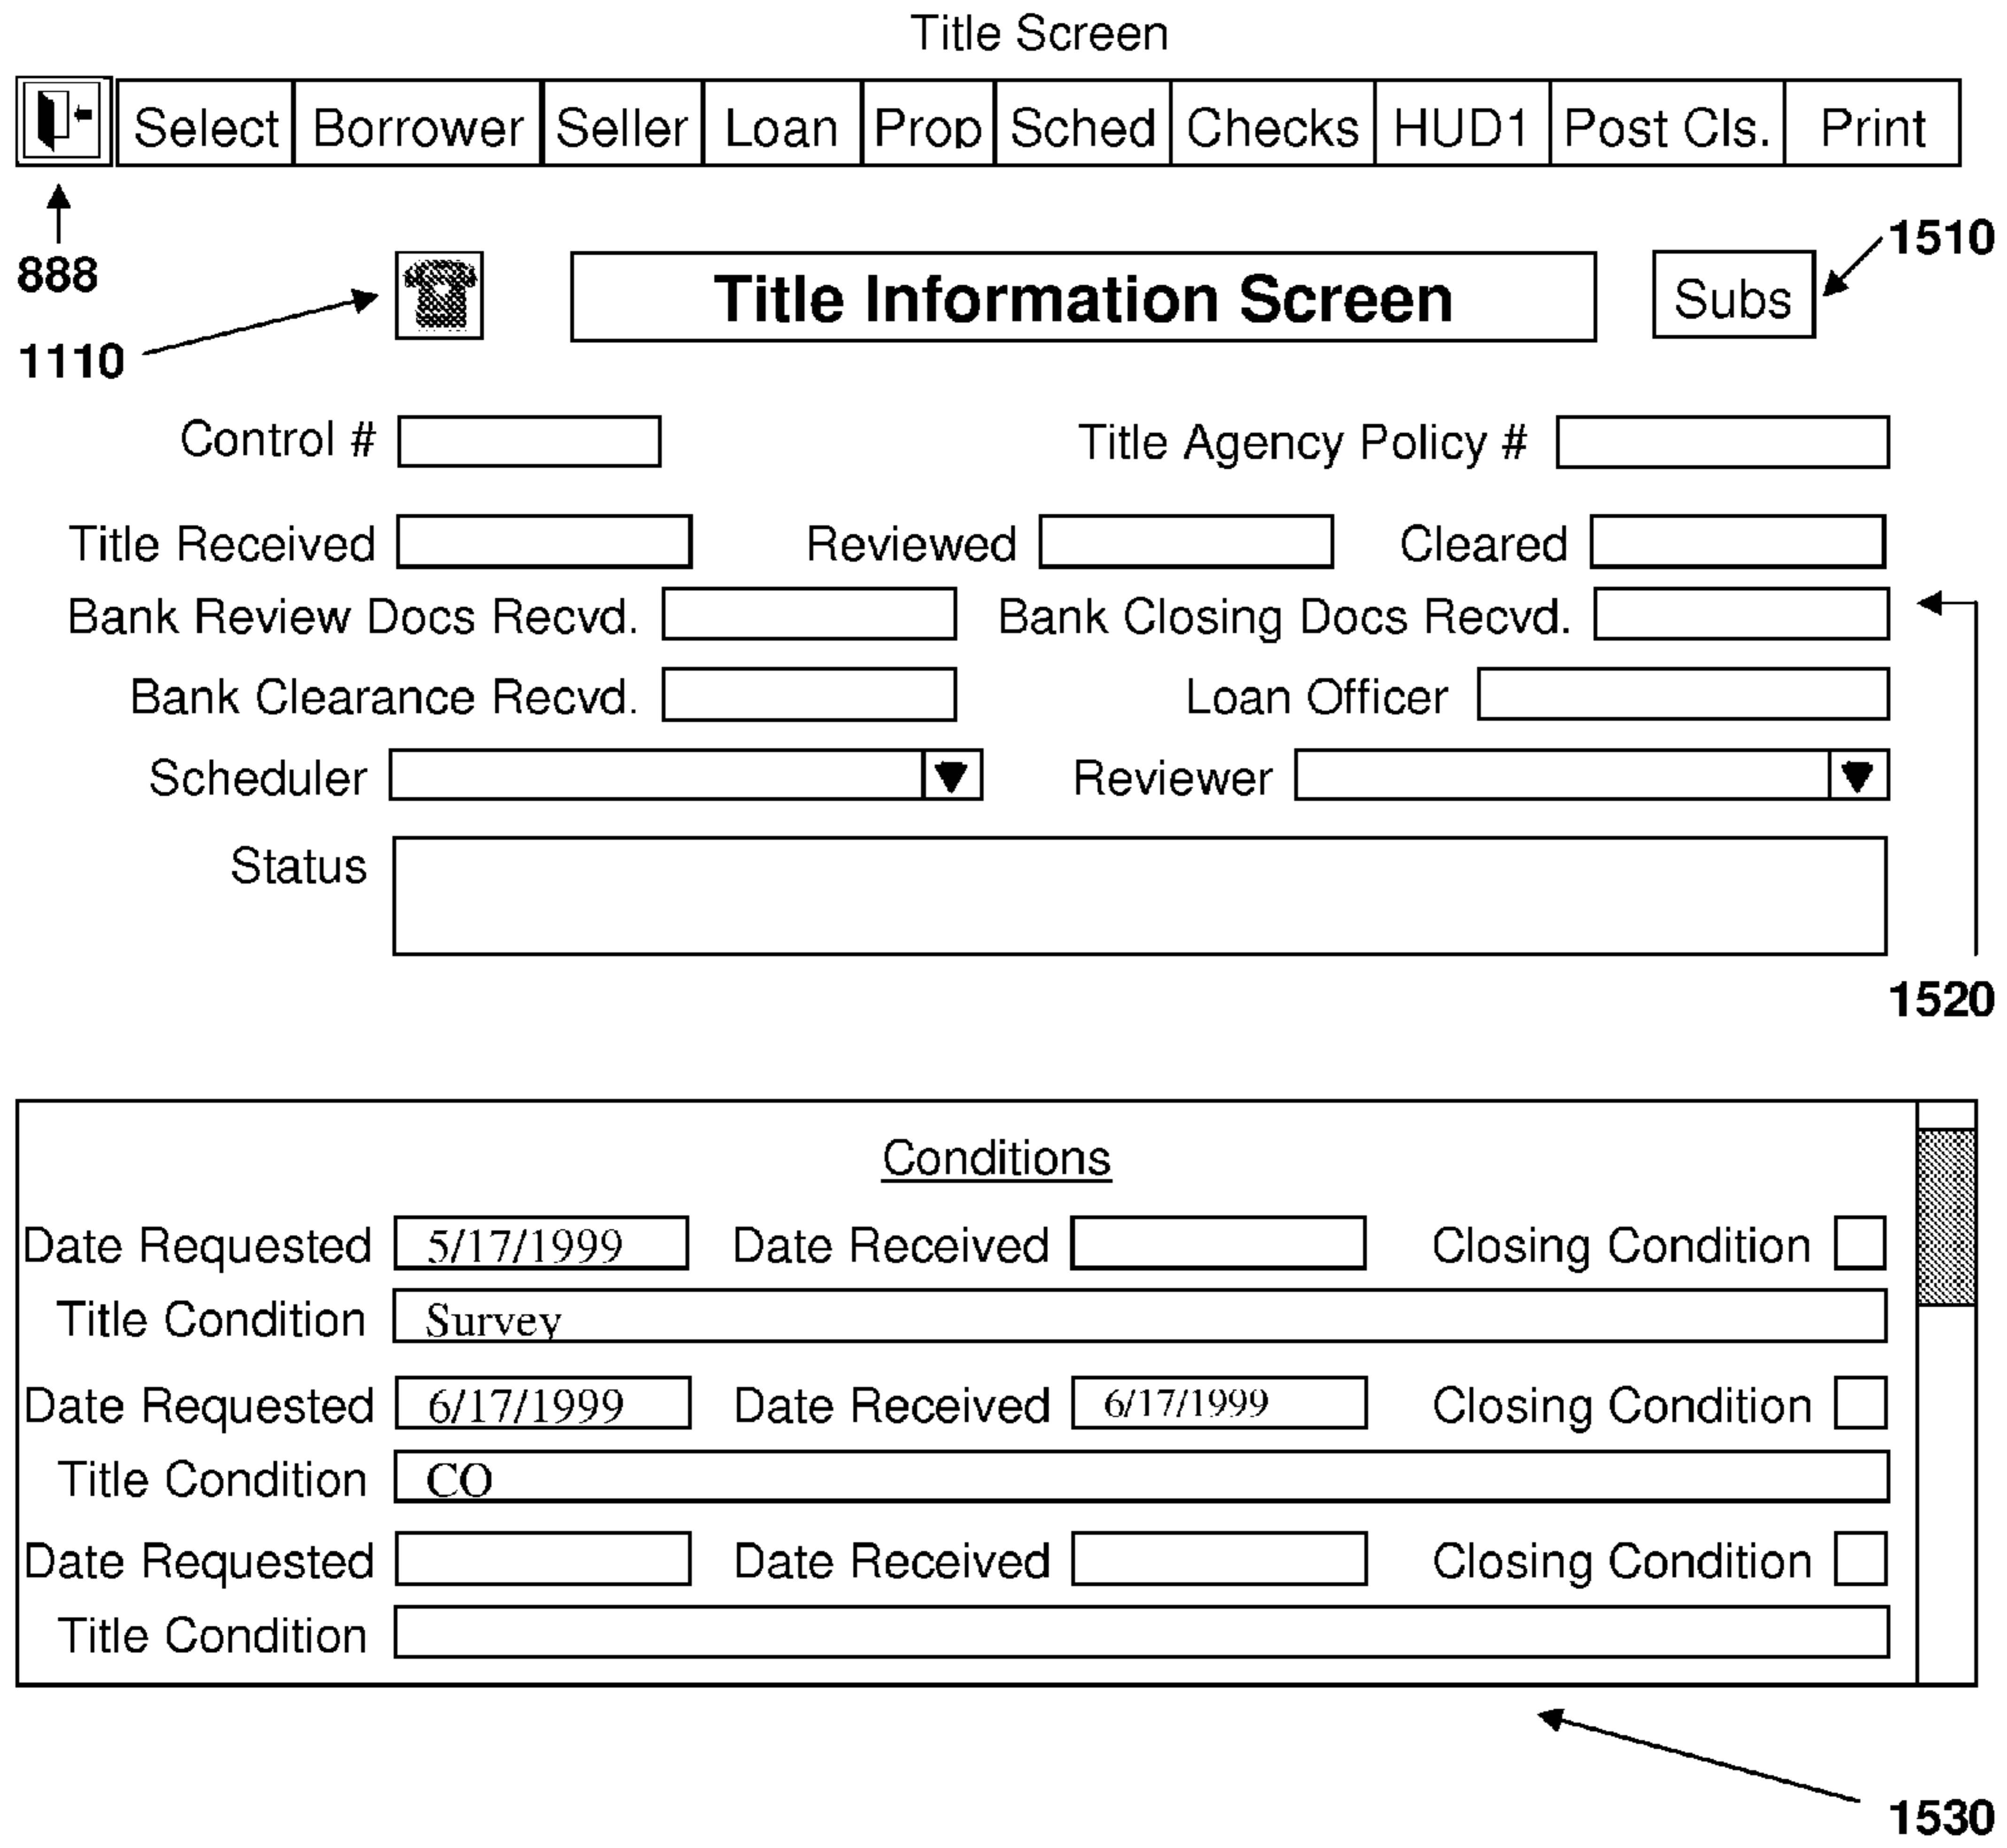 Title Screen
Select Borrower Seller Loan Prop Sched Checks HUD1 Post Cls. Print
888
1110
Title Information Screen
Subs
1510
Control #
Title Agency Policy #
Title Received
Reviewed
Cleared
Bank Review Docs Recvd.
Bank Closing Docs Recvd.
Bank Clearance Recvd.
Loan Officer
Scheduler
Reviewer
Status
1520
Conditions
Date Requested 5/17/1999 Date Received Closing Condition
Title Condition Survey
Date Requested 6/17/1999 Date Received 6/17/1999 Closing Condition
Title Condition CO
Date Requested Date Received Closing Condition
Title Condition
1530